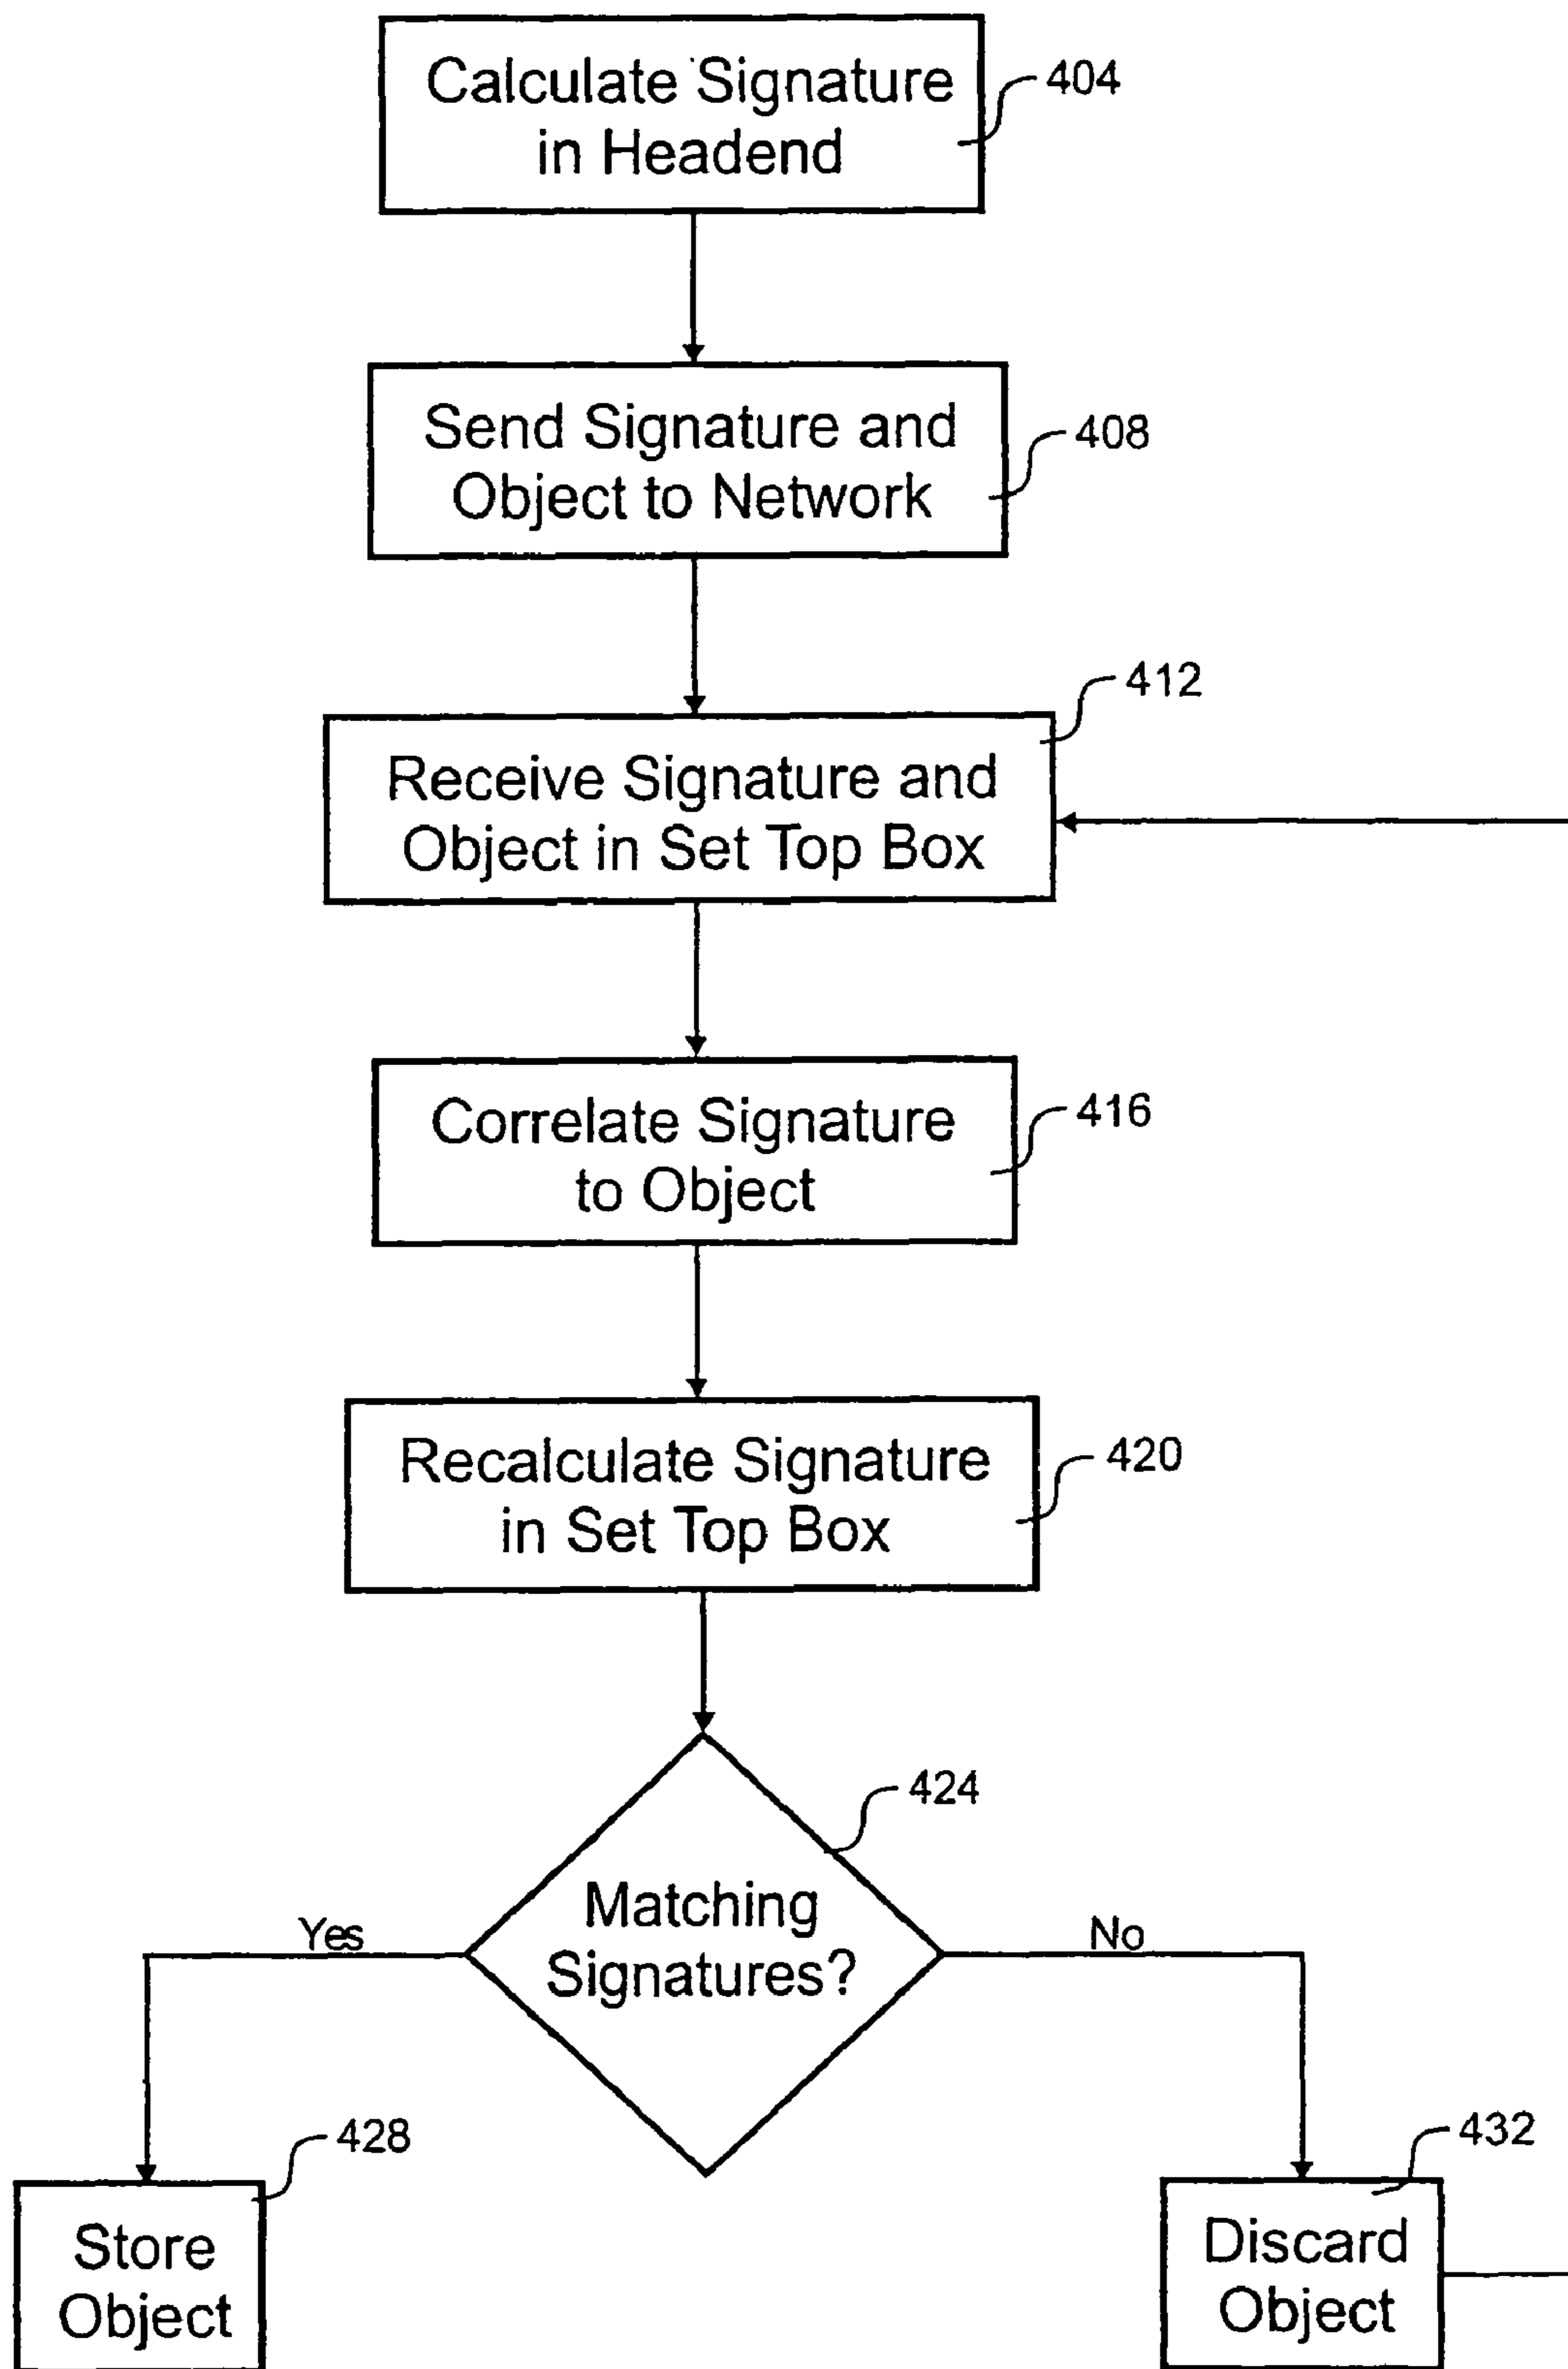 Calculate Signature
in Headend
404
Send Signature and
Object to Network
408
412
Receive Signature and
Object in Set Top Box
Correlate Signature
to Object
416
Recalculate Signature
in Set Top Box
420
424
Matching
Signatures?
Yes
No
428
Store
Object
432
Discard
Object